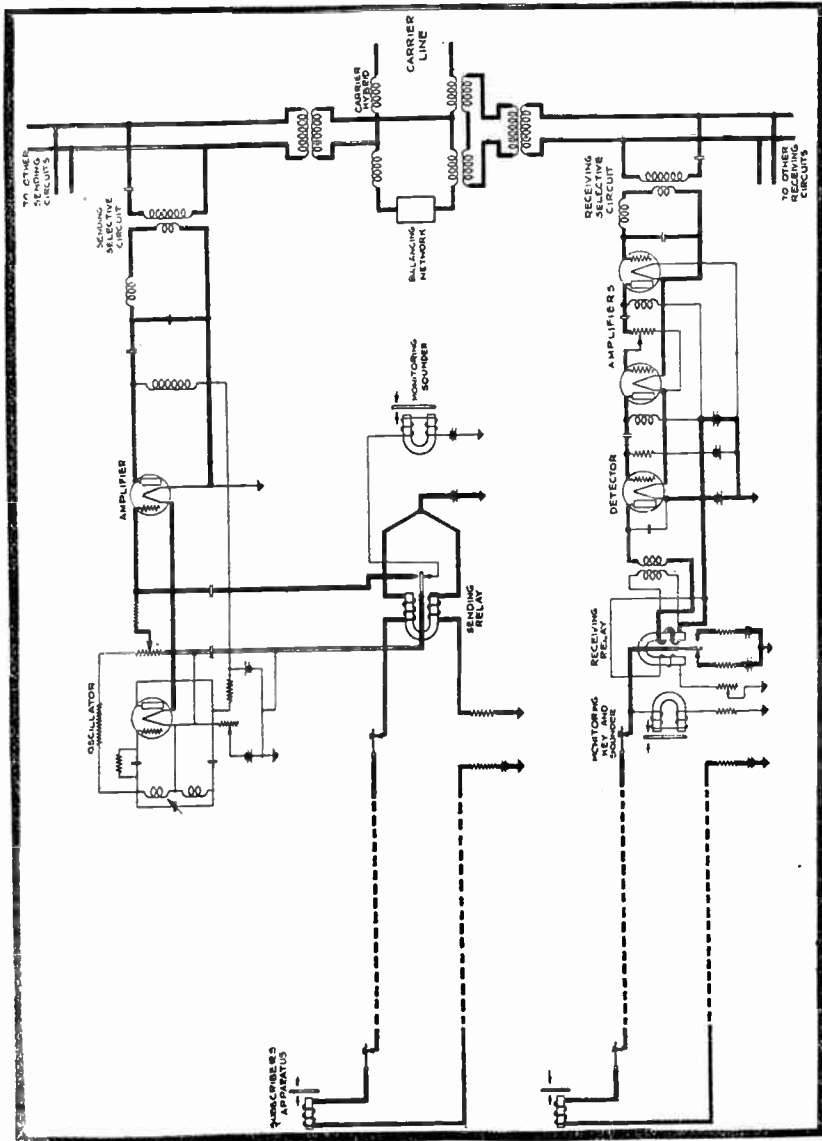 TO OTHER
SENDING
CIRCUITS
SENDING
SELECTIVE
CIRCUIT
AMPLIFIER
OSCILLATOR
CARRIER
HYBRID
CARRIER
LINE
BALANCING
NETWORK
MONITORING
SOUNDER
SENDING
RELAY
SUBSCRIBERS
APPARATUS
RECEIVING
SELECTIVE
CIRCUIT
TO OTHER
RECEIVING
CIRCUITS
AMPLIFIERS
DETECTOR
RECEIVING
RELAY
MONITORING
KEY AND
SOUNDER